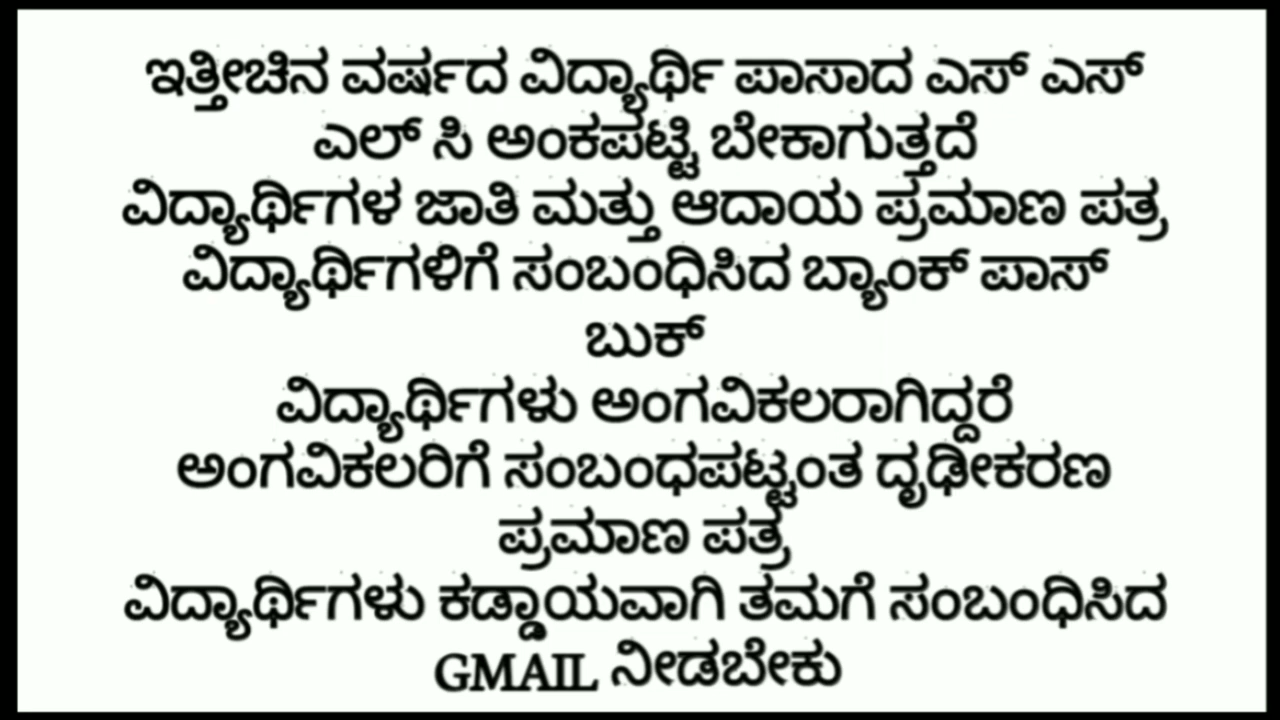 ಇತ್ತೀಚಿನ ವರ್ಷದ ವಿದ್ಯಾರ್ಥಿ ಪಾಸಾದ ಎಸ್ ಎಸ್
ಎಲ್ ಸಿ ಅಂಕಪಟ್ಟಿ ಬೇಕಾಗುತ್ತದೆ
ವಿದ್ಯಾರ್ಥಿಗಳ ಜಾತಿ ಮತ್ತು ಆದಾಯ ಪ್ರಮಾಣ ಪತ್ರ
ವಿದ್ಯಾರ್ಥಿಗಳಿಗೆ ಸಂಬಂಧಿಸಿದ ಬ್ಯಾಂಕ್ ಪಾಸ್
ಬುಕ್
ವಿದ್ಯಾರ್ಥಿಗಳು ಅಂಗವಿಕಲರಾಗಿದ್ದರೆ
ಅಂಗವಿಕಲರಿಗೆ ಸಂಬಂಧಪಟ್ಟಂತ ದೃಢೀಕರಣ
ಪ್ರಮಾಣ ಪತ್ರ
ವಿದ್ಯಾರ್ಥಿಗಳು ಕಡ್ಡಾಯವಾಗಿ ತಮಗೆ ಸಂಬಂಧಿಸಿದ
GMAIL ನೀಡಬೇಕು